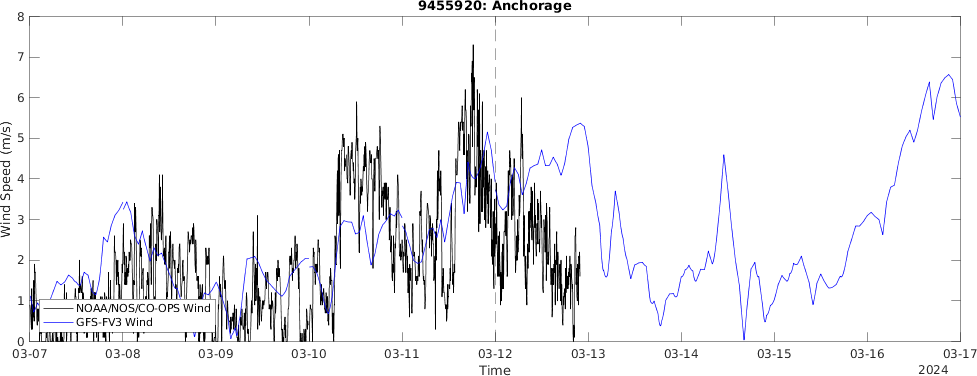 9455920: Anchorage
8
7
6
5
4
3
2
1
0
Wind Speed (m/s)
NOAA/NOS/CO-OPS Wind
GFS-FV3 Wind
03-07 03-08 03-09 03-10 03-11 03-12 03-13 03-14 03-15 03-16 03-17
Time
2024